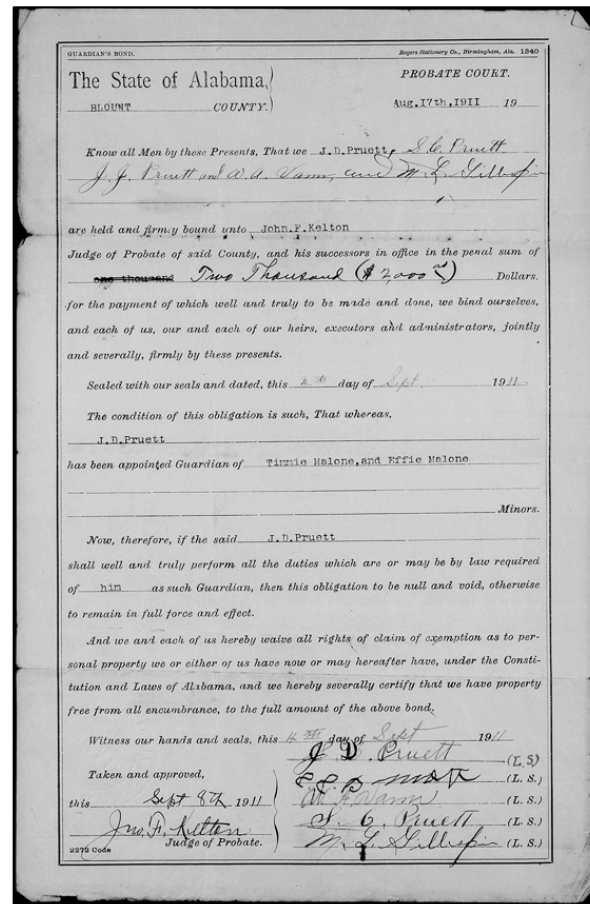 GUARDIAN'S BOND. Rogers Stationery Co., Birmingham, Ala. 1340
The State of Alabama,
PROBATE COURT.
BLOUNT COUNTY.
Aug.17th,1911 19
Know all Men by these Presents, That we J.D.Pruett, S. C. Pruett
J. J. Pruett and Vann, and M. L. Gillespie
are held and firmly bound unto John.F.Kelton
Judge of Probate of said County, and his successors in office in the penal sum of
one thousand Two Thousand ($2,000 Dollars.
for the payment of which well and truly to be made and done, we bind ourselves,
and each of us, our and each of our heirs, executors and administrators, jointly
and severally, firmly by these presents.
Sealed with our seals and dated, this 4th day of Sept. 1911
The condition of this obligation is such, That whereas,
J.D.Pruett
has been appointed Guardian of Timmie Malone,and Effie Malone
Minors.
Now, therefore, if the said J.D.Pruett
shall well and truly perform all the duties which are or may be by law required
of him as such Guardian, then this obligation to be null and void, otherwise
to remain in full force and effect.
And we and each of us hereby waive all rights of claim of exemption as to per-
sonal property we or either of us have now or may hereafter have, under the Consti-
tution and Laws of Alabama, and we hereby severally certify that we have property
free from all encumbrance, to the full amount of the above bond.
Witness our hands and seals, this 4th day of Sept 1911
J. D. Pruett (L. S)
Taken and approved,
(L. S.)
this Sept 8th 1911
Vann (L. S.)
S. C. Pruett (L. S.)
Jno. F. Kelton
Judge of Probate.
M. L. Gillespie (L. S.)
2272 Code